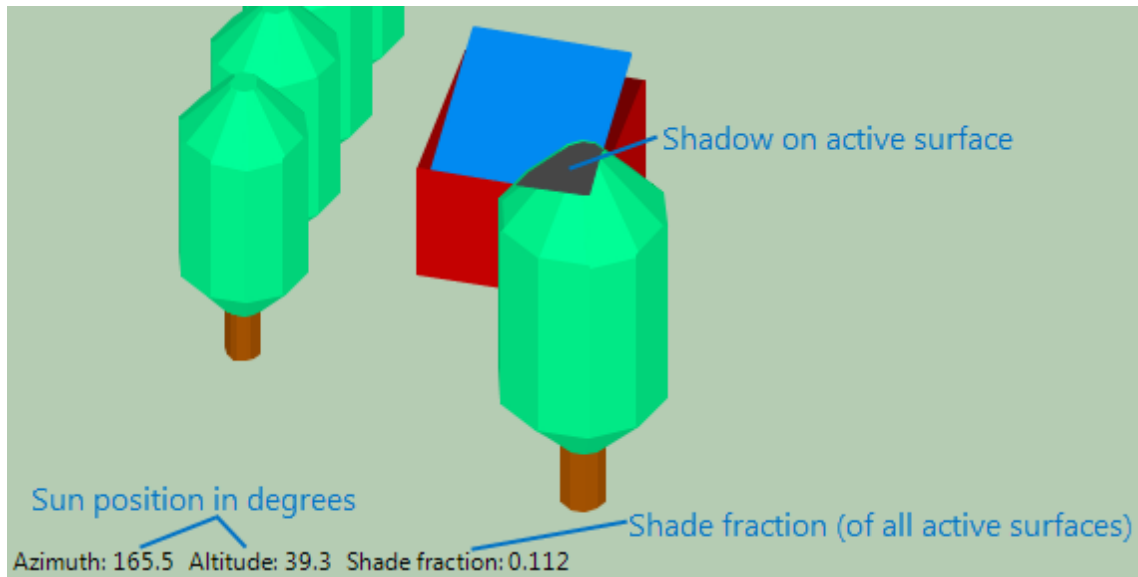 Shadow on active surface
Sun position in degrees
Shade fraction (of all active surfaces)
Azimuth: 165.5 Altitude: 39.3 Shade fraction: 0.112